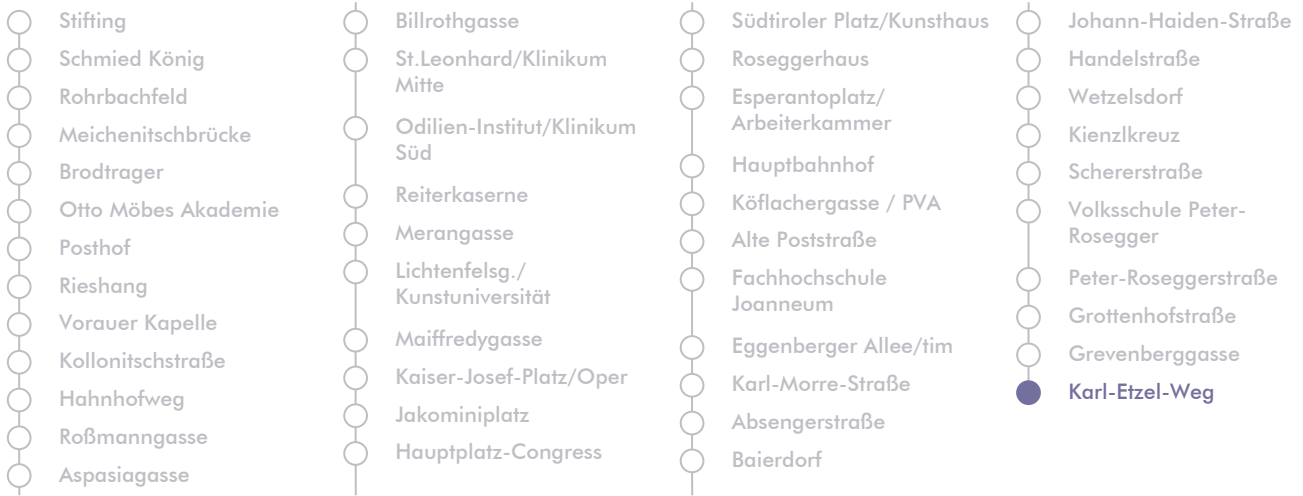 Stifting
Schmied König
Rohrbachfeld
Meichenitschbrücke
Brodtrager
Otto Möbes Akademie
Posthof
Rieshang
Vorauer Kapelle
Kollonitschstraße
Hahnhofweg
Roßmanngasse
Aspasiagasse
Billrothgasse
St.Leonhard/Klinikum
Mitte
Odilien-Institut/Klinikum
Süd
Reiterkaserne
Merangasse
Lichtenfelsg./
Kunstuniversität
Maiffredygasse
Kaiser-Josef-Platz/Oper
Jakominiplatz
Hauptplatz-Congress
Südtiroler Platz/Kunsthaus
Roseggerhaus
Esperantoplatz/
Arbeiterkammer
Hauptbahnhof
Köflachergasse / PVA
Alte Poststraße
Fachhochschule
Joanneum
Eggenberger Allee/tim
Karl-Morre-Straße
Absengerstraße
Baierdorf
Johann-Haiden-Straße
Handelstraße
Wetzelsdorf
Kienzlkreuz
Schererstraße
Volksschule Peter-
Rosegger
Peter-Roseggerstraße
Grottenhofstraße
Grevenberggasse
Karl-Etzel-Weg